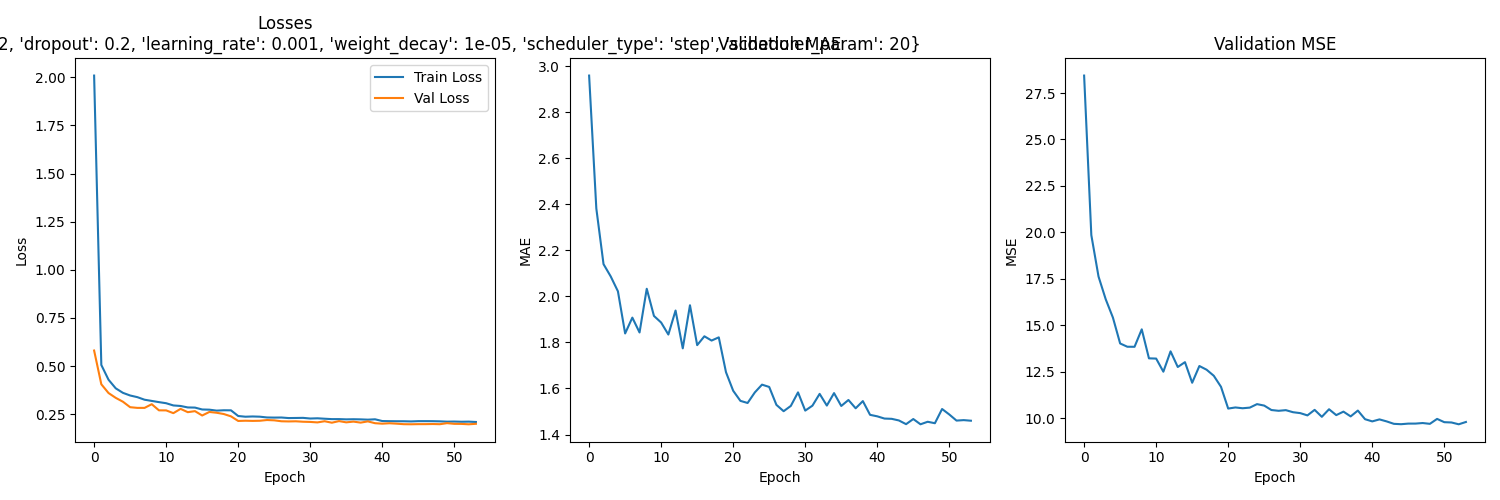 Losses
2, 'dropout': 0.2, 'learning_rate': 0.001, 'weight_decay': 1e-05, 'scheduler_type': 'step', 'scheduler_param': 20}
Validation MAE
Validation MSE
2.00
1.75
1.50
1.25
1.00
0.75
0.50
0.25
Loss
Train Loss
Val Loss
0 10 20 30 40 50
Epoch
3.0
2.8
2.6
2.4
2.2
2.0
1.8
1.6
1.4
MAE
0 10 20 30 40 50
Epoch
27.5
25.0
22.5
20.0
17.5
15.0
12.5
10.0
MSE
0 10 20 30 40 50
Epoch